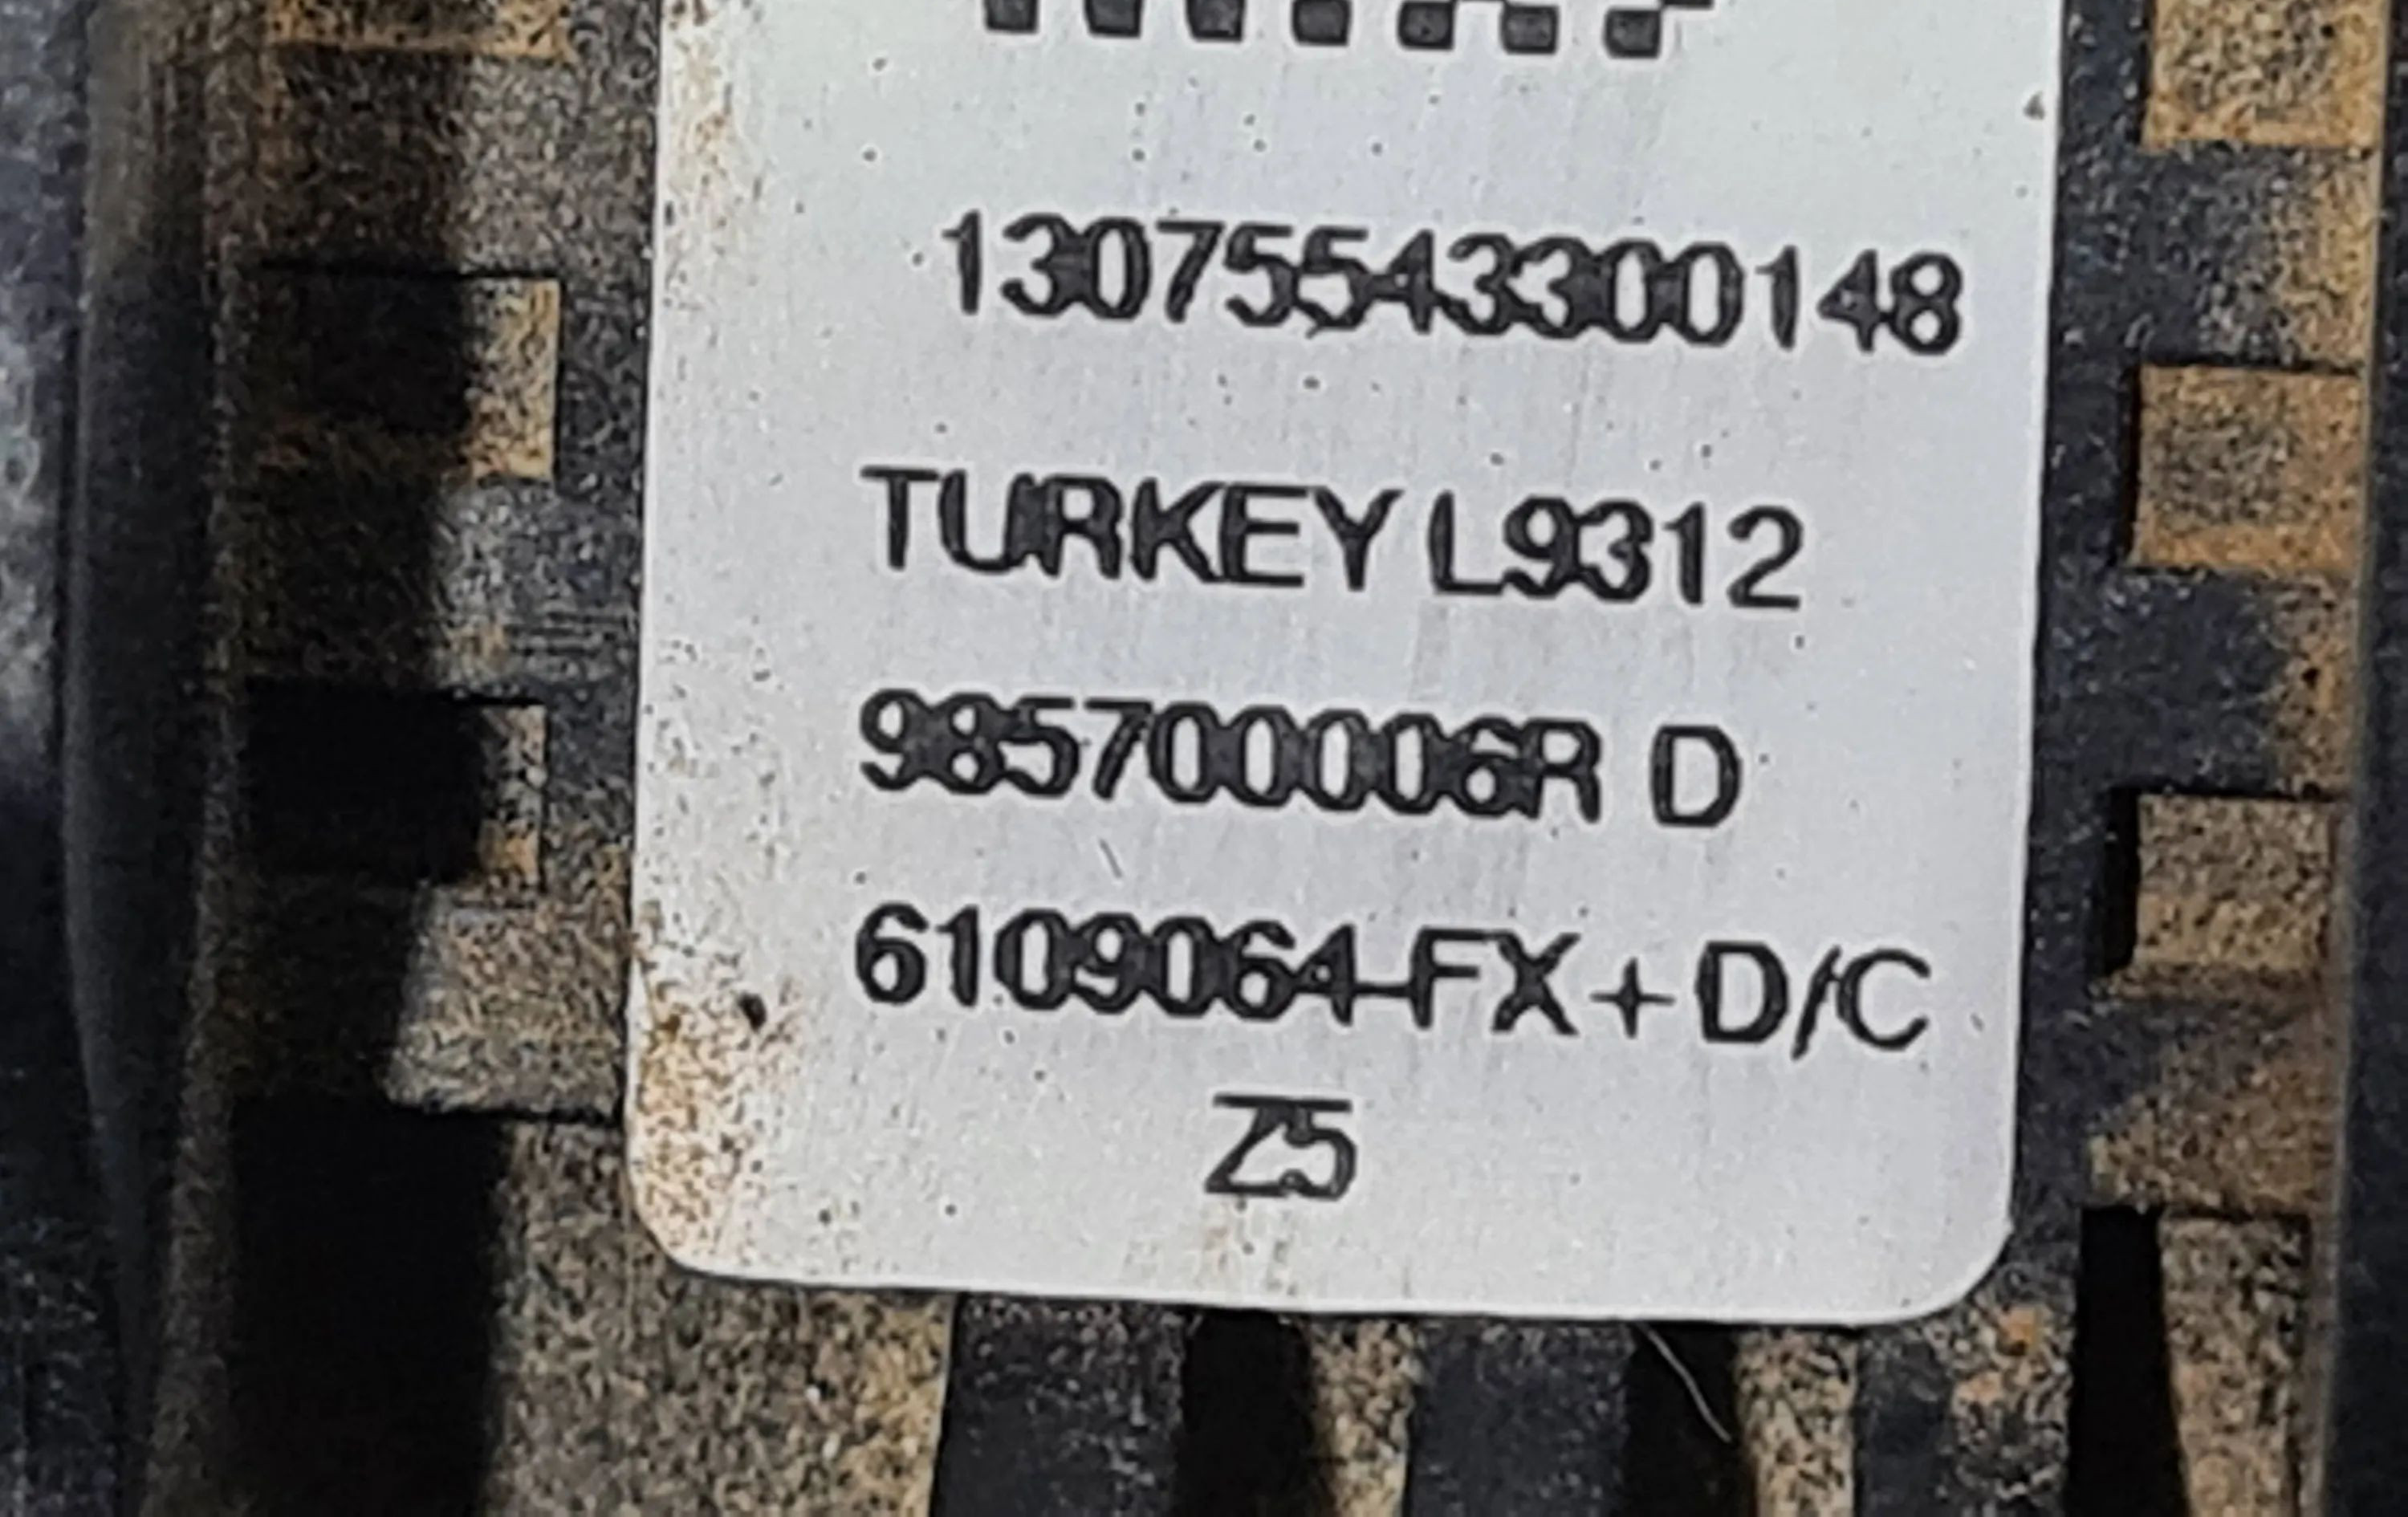 13075543300148
TURKEY L9312
985700006R D
6109064-FX+D/C
Z5